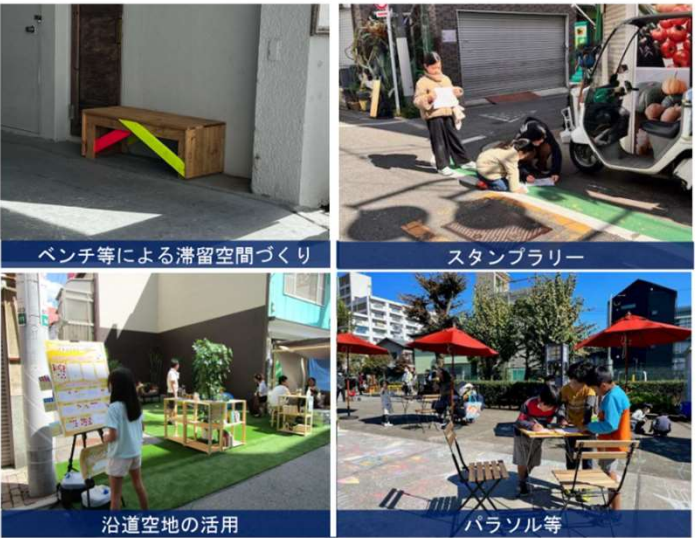 ベンチ等による滞留空間づくり
スタンプラリー
沿道空地の活用
パラソル等